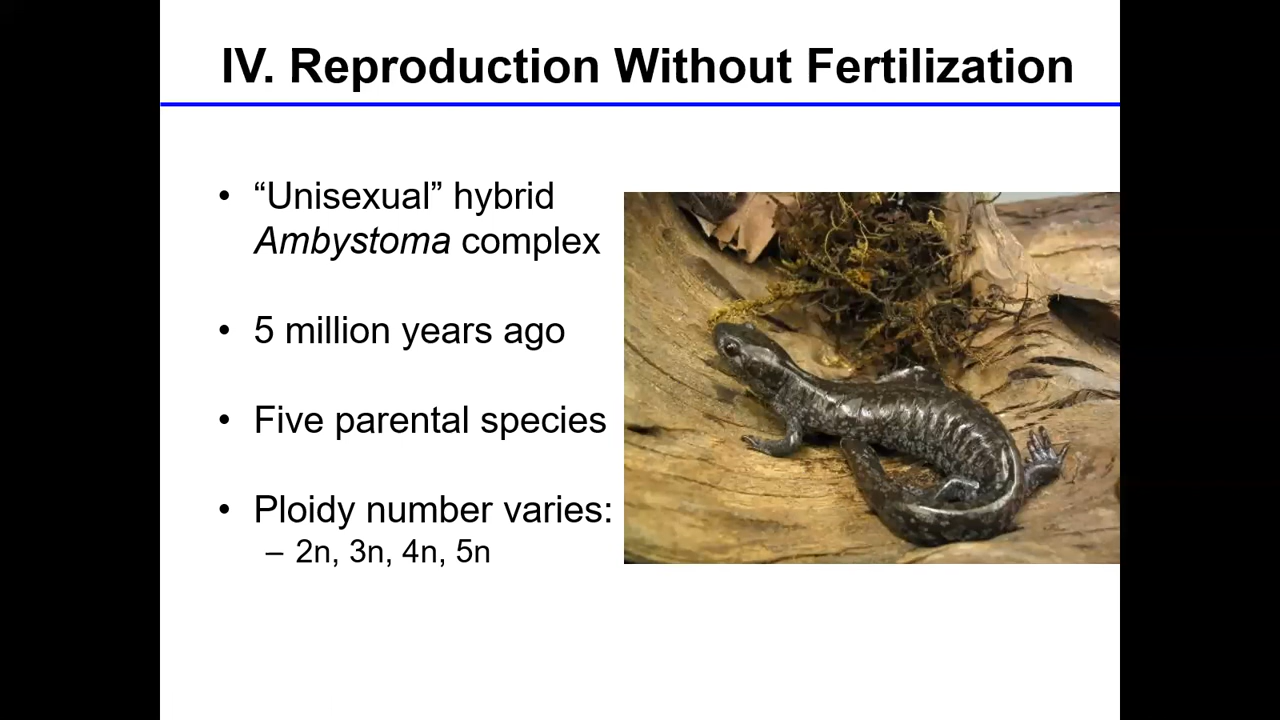 IV. Reproduction Without Fertilization
• “Unisexual” hybrid
Ambystoma complex
• 5 million years ago
• Five parental species
• Ploidy number varies:
– 2n, 3n, 4n, 5n